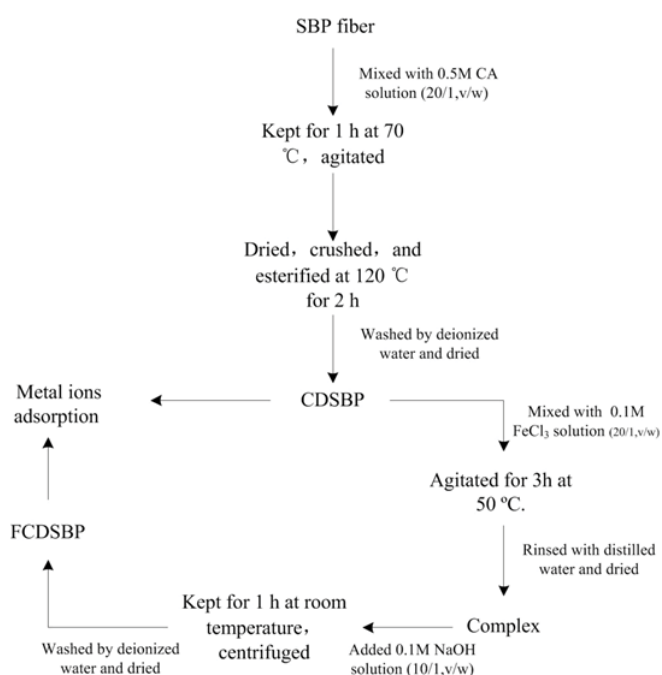 SBP fiber
Mixed with 0.5M CA
solution (20/1,v/w)
Kept for 1 h at 70
℃，agitated
Dried，crushed，and
esterified at 120 ℃
for 2 h
Washed by deionized
water and dried
CDSBP
Metal ions
adsorption
Mixed with 0.1M
FeCl₃ solution (20/1,v/w)
Agitated for 3h at
50 ºC.
Rinsed with distilled
water and dried
Complex
Added 0.1M NaOH
solution (10/1,v/w)
Kept for 1 h at room
temperature，
centrifuged
Washed by deionized
water and dried
FCDSBP